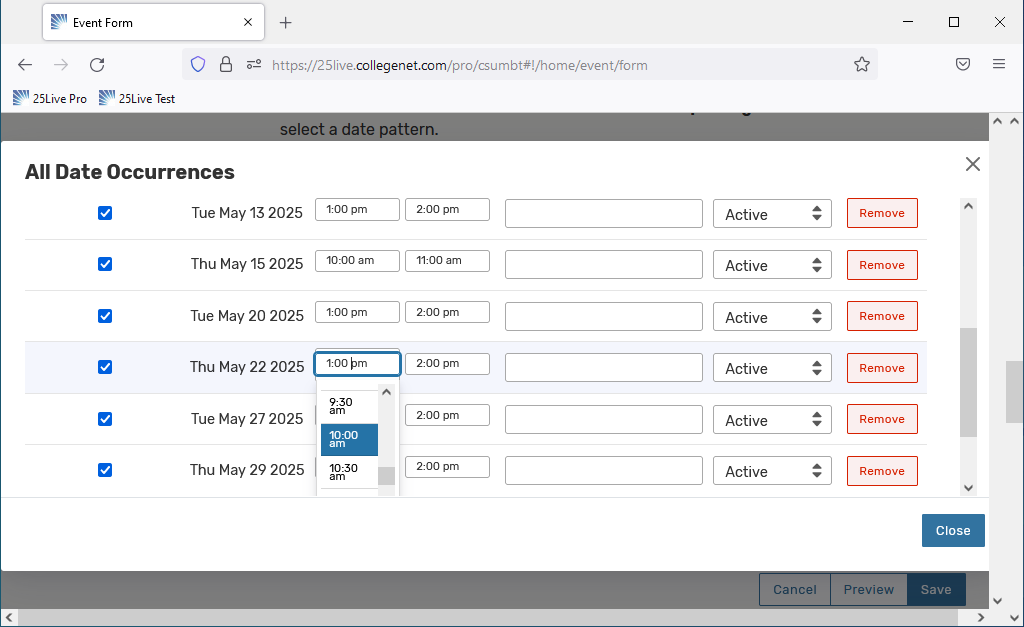 Event Form
https://25live.collegenet.com/pro/csumbt#!/home/event/form
25Live Pro 25Live Test
select a date pattern.
All Date Occurrences
Tue May 13 2025 1:00 pm 2:00 pm Active Remove
Thu May 15 2025 10:00 am 11:00 am Active Remove
Tue May 20 2025 1:00 pm 2:00 pm Active Remove
Thu May 22 2025 1:00 pm 2:00 pm Active Remove
9:30 am
10:00 am
10:30 am
Tue May 27 2025 2:00 pm Active Remove
Thu May 29 2025 2:00 pm Active Remove
Close
Cancel Preview Save